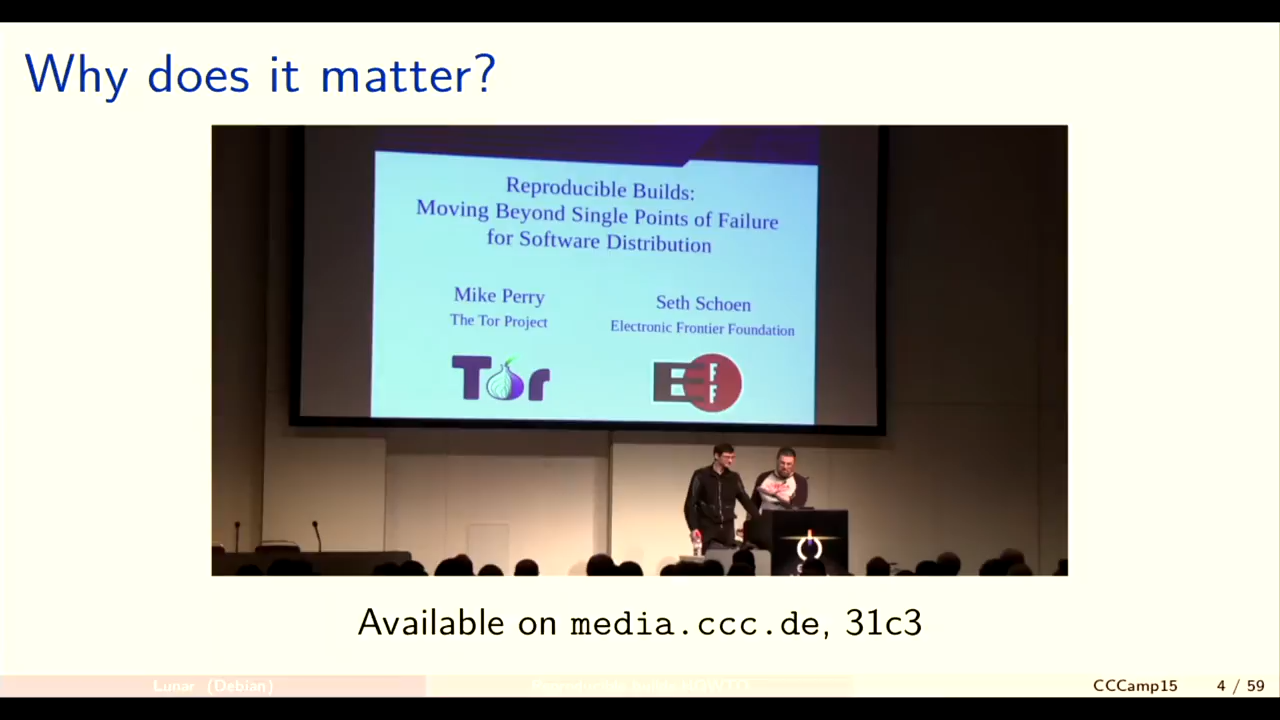 Why does it matter?
Reproducible Builds:
Moving Beyond Single Points of Failure
for Software Distribution
Mike Perry
The Tor Project
Seth Schoen
Electronic Frontier Foundation
Tor
EFF
Available on media.ccc.de, 31c3
Lunar (Debian)
CCCamp15
4 / 59